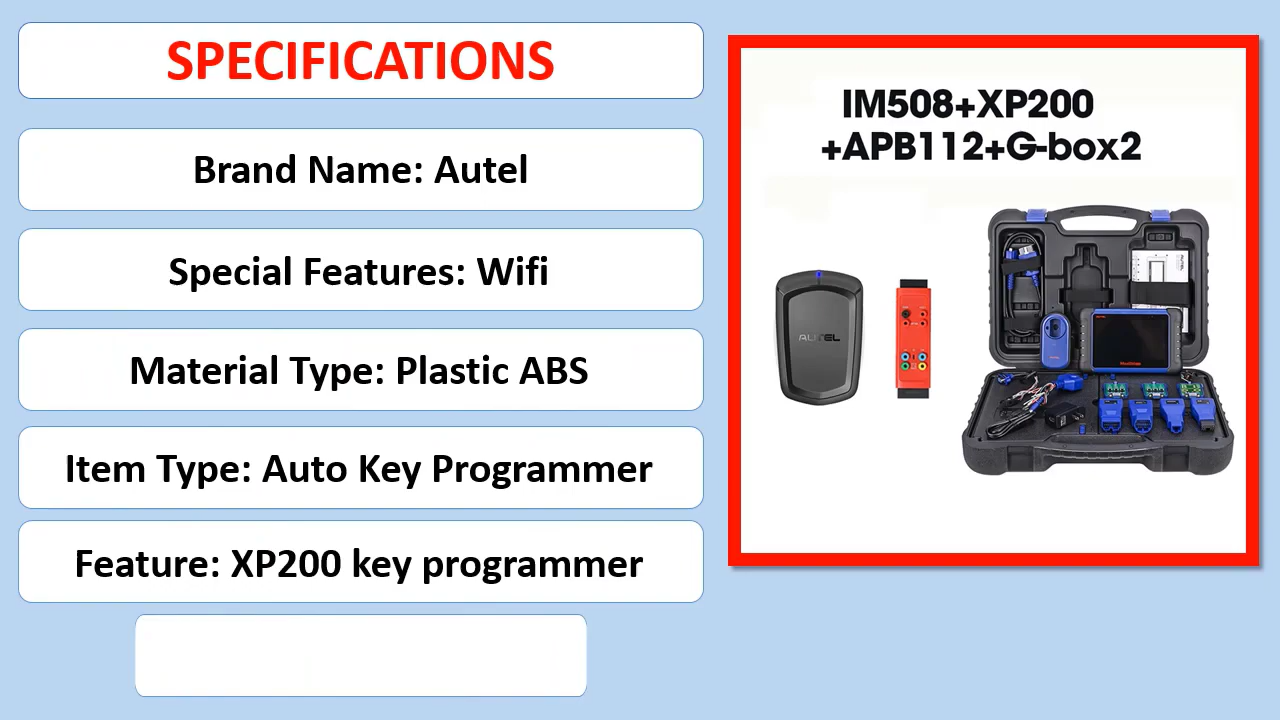 SPECIFICATIONS
Brand Name: Autel
Special Features: Wifi
Material Type: Plastic ABS
Item Type: Auto Key Programmer
Feature: XP200 key programmer
IM508+XP200
+APB112+G-box2
AUTEL